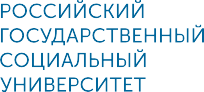 РОССИЙСКИЙ
ГОСУДАРСТВЕННЫЙ
СОЦИАЛЬНЫЙ
УНИВЕРСИТЕТ